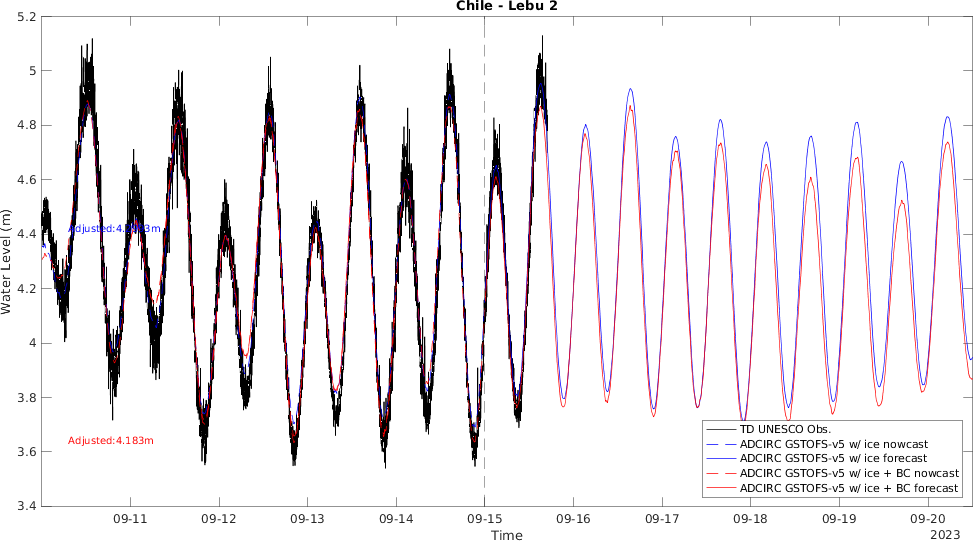 Chile - Lebu 2
Water Level (m)
5.2
5
4.8
4.6
4.4
4.2
4
3.8
3.6
3.4
Adjusted:4.183m
TD UNESCO Obs.
ADCIRC GSTOFS-v5 w/ ice nowcast
ADCIRC GSTOFS-v5 w/ ice forecast
ADCIRC GSTOFS-v5 w/ ice + BC nowcast
ADCIRC GSTOFS-v5 w/ ice + BC forecast
09-11 09-12 09-13 09-14 09-15 09-16 09-17 09-18 09-19 09-20
2023
Time